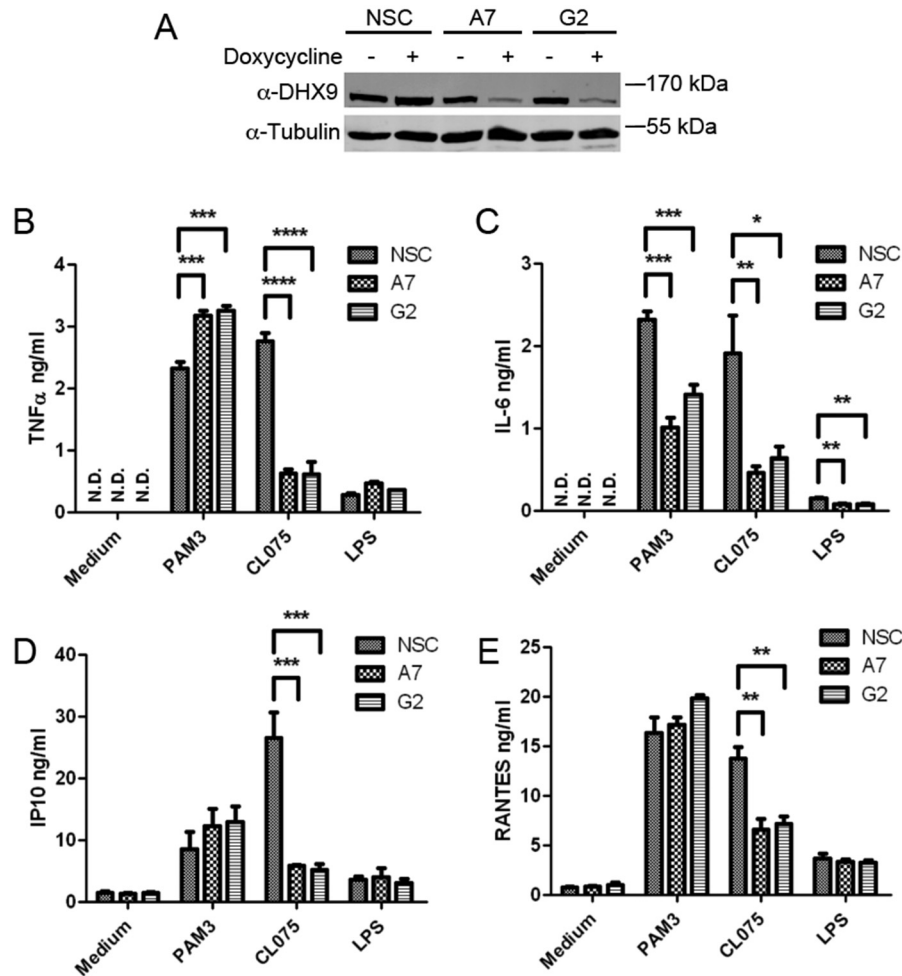 A
NSC A7 G2
Doxycycline - + - + - +
α-DHX9 170 kDa
α-Tubulin 55 kDa
B
TNFα ng/ml
4
3
2
1
0
N.D. N.D. N.D.
*** *** **** ****
NSC
A7
G2
Medium PAM3 CL075 LPS
C
IL-6 ng/ml
3
2
1
0
N.D. N.D. N.D.
*** *** * ** ** **
NSC
A7
G2
Medium PAM3 CL075 LPS
D
IP10 ng/ml
40
30
20
10
0
*** ***
NSC
A7
G2
Medium PAM3 CL075 LPS
E
RANTES ng/ml
25
20
15
10
5
0
** **
NSC
A7
G2
Medium PAM3 CL075 LPS